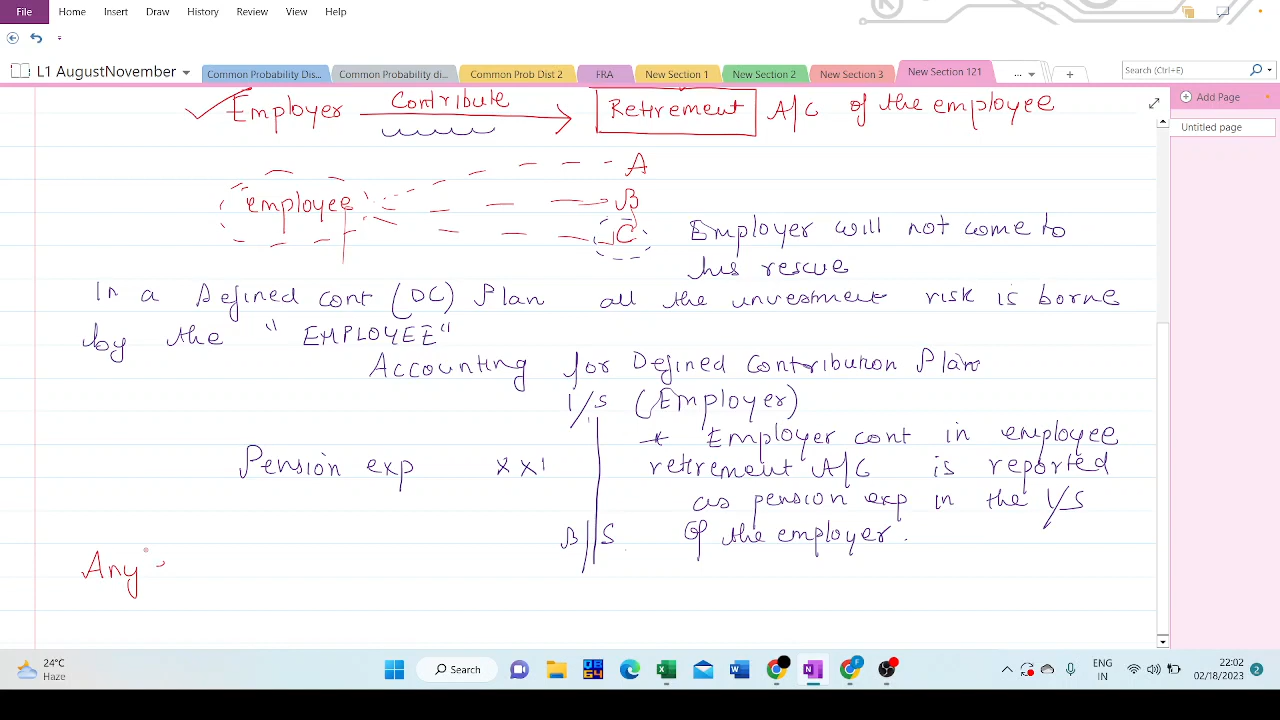 File Home Insert Draw History Review View Help
L1 AugustNovember Common Probability Dis... Common Probability di... Common Prob Dist 2 FRA New Section 1 New Section 2 New Section 3 New Section 121 ... + Search (Ctrl+E)
Add Page
Untitled page
Employer Contribute Retirement A/C of the employee
A
employee B
C Employer will not come to
his rescue
In a Defined cont (DC) Plan all the investment risk is borne
by the "EMPLOYEE"
Accounting for Defined Contribution Plan
I/S (Employer)
* Employer cont in employee
Pension exp retirement A/C is reported
as pension exp in the I/S
B S Of the employer.
Any
24°C
Haze
Search
ENG
IN
22:02
02/18/2023
2